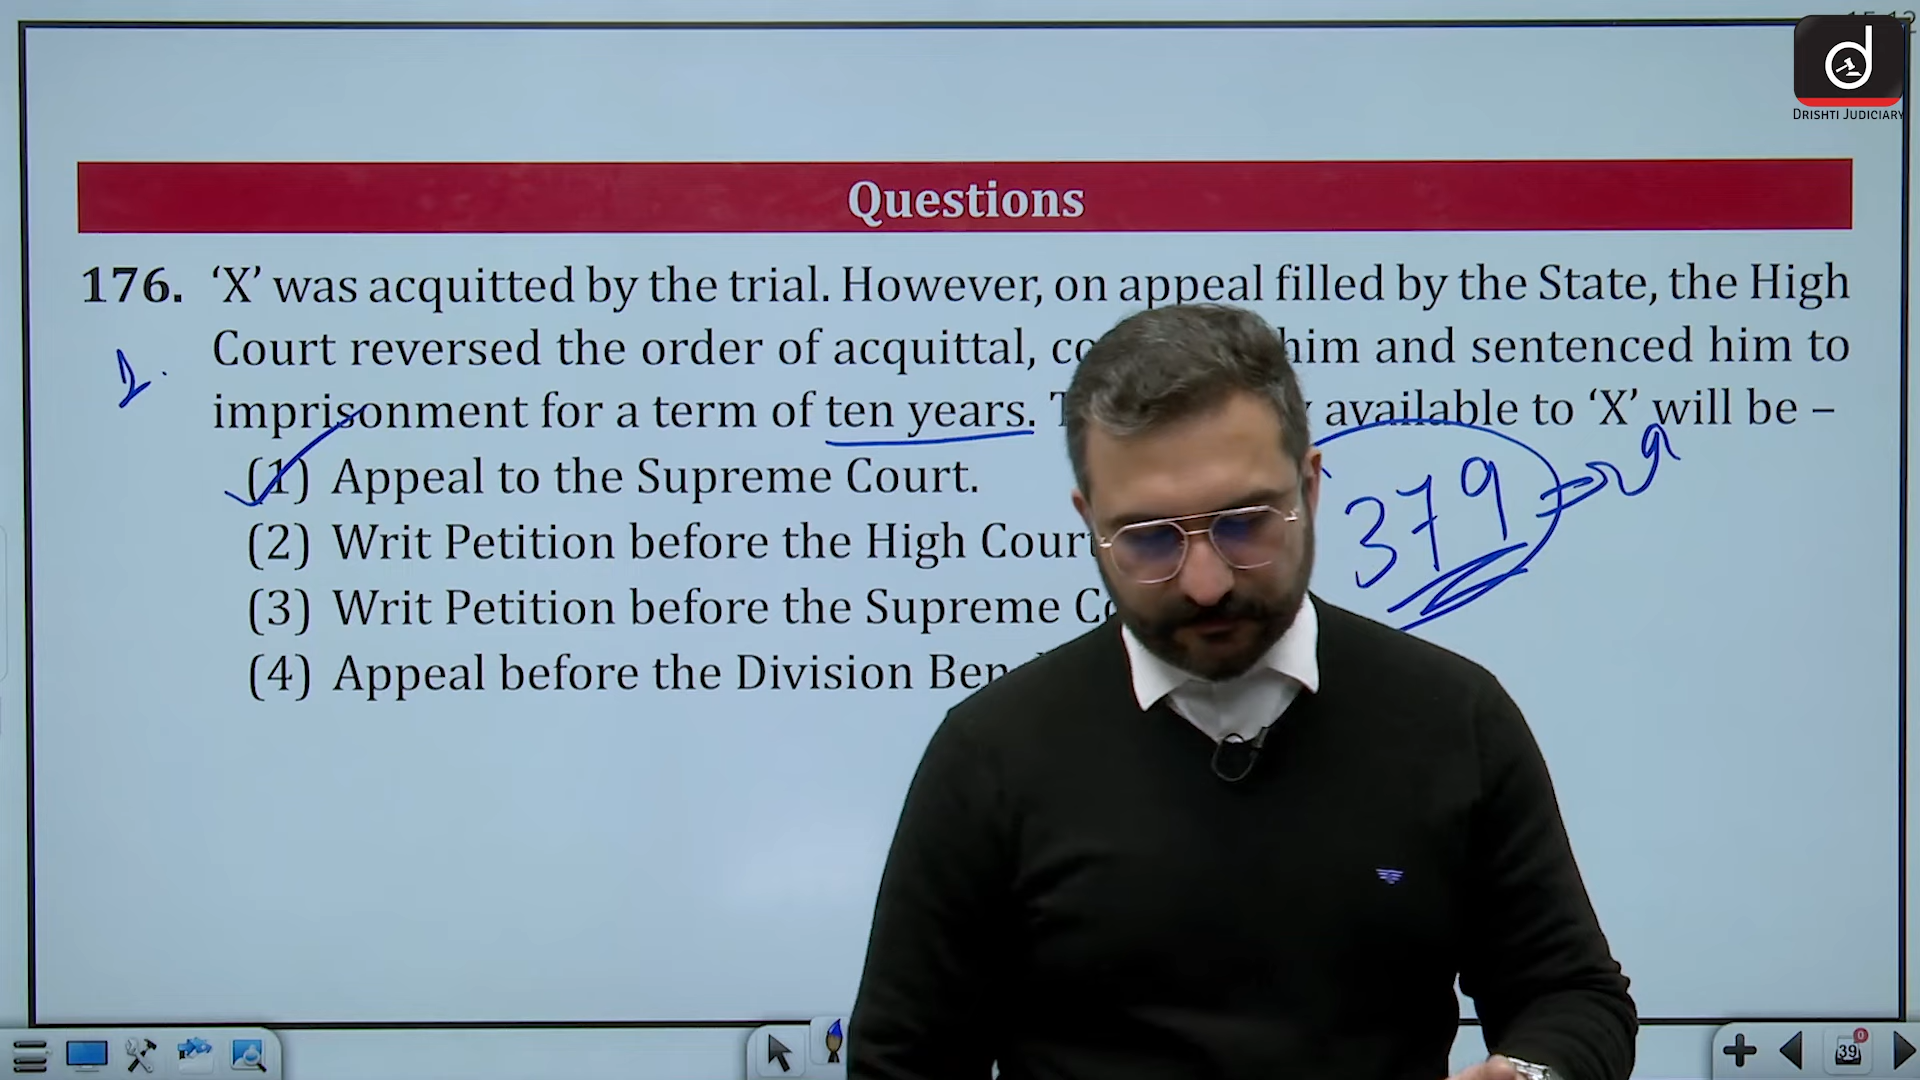 DRISHTI JUDICIARY
Questions
176. ‘X’ was acquitted by the trial. However, on appeal filled by the State, the High
Court reversed the order of acquittal, him and sentenced him to
1.
imprisonment for a term of ten years. available to ‘X’ will be –
(1) Appeal to the Supreme Court.
379
(2) Writ Petition before the High Court
(3) Writ Petition before the Supreme
(4) Appeal before the Division
39
0